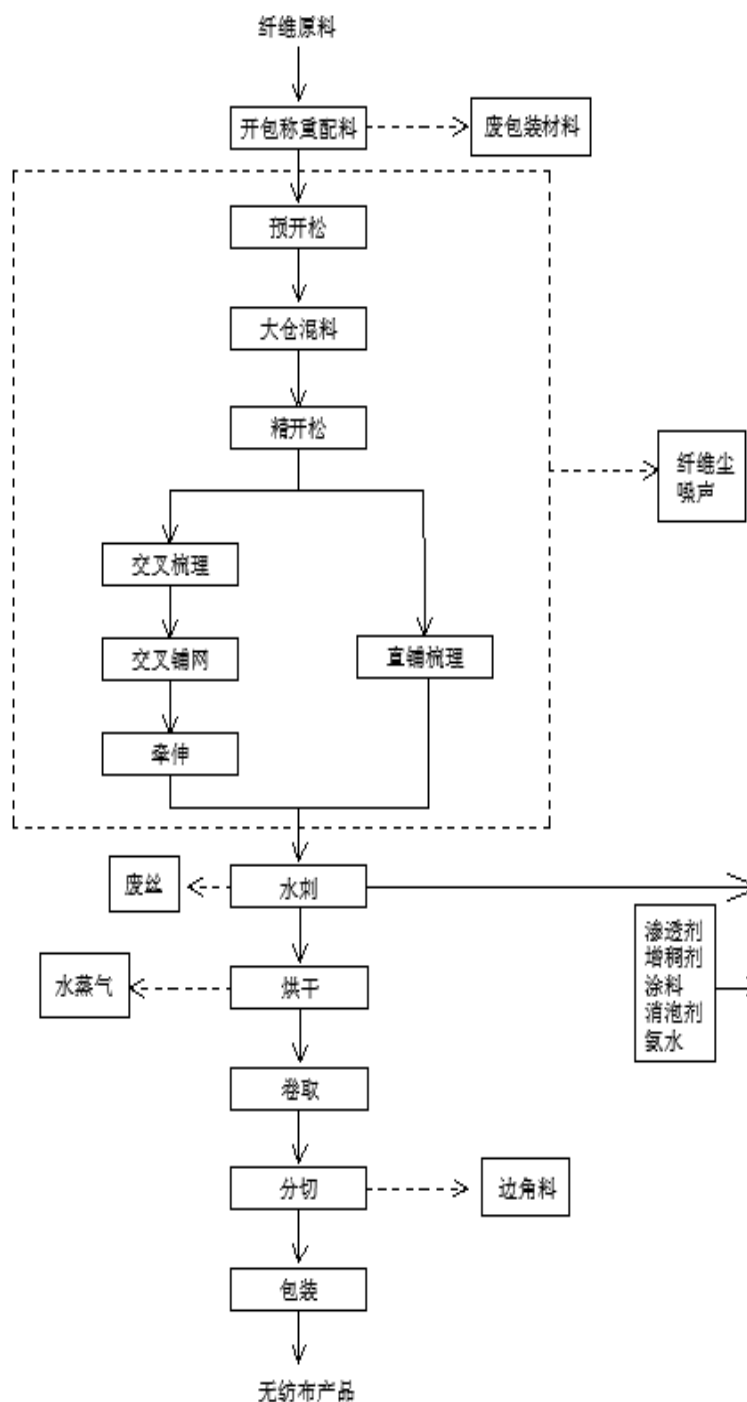 纤维原料
开包称重配料
废包装材料
预开松
大仓混料
精开松
纤维尘
噪声
交叉梳理
交叉铺网
直铺梳理
牵伸
废丝
水刺
渗透剂
增稠剂
涂料
消泡剂
氨水
水蒸气
烘干
卷取
分切
边角料
包装
无纺布产品